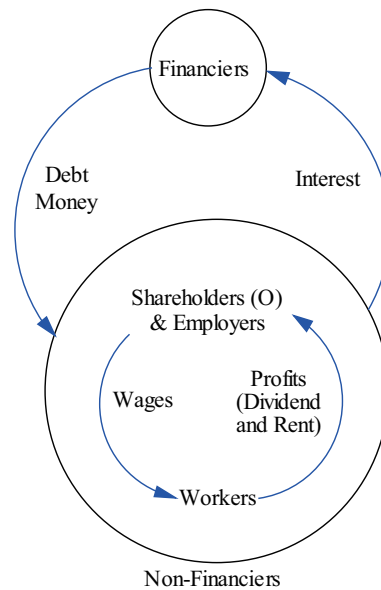 Financiers
Debt
Money
Interest
Shareholders (O)
& Employers
Wages
Profits
(Dividend
and Rent)
Workers
Non-Financiers